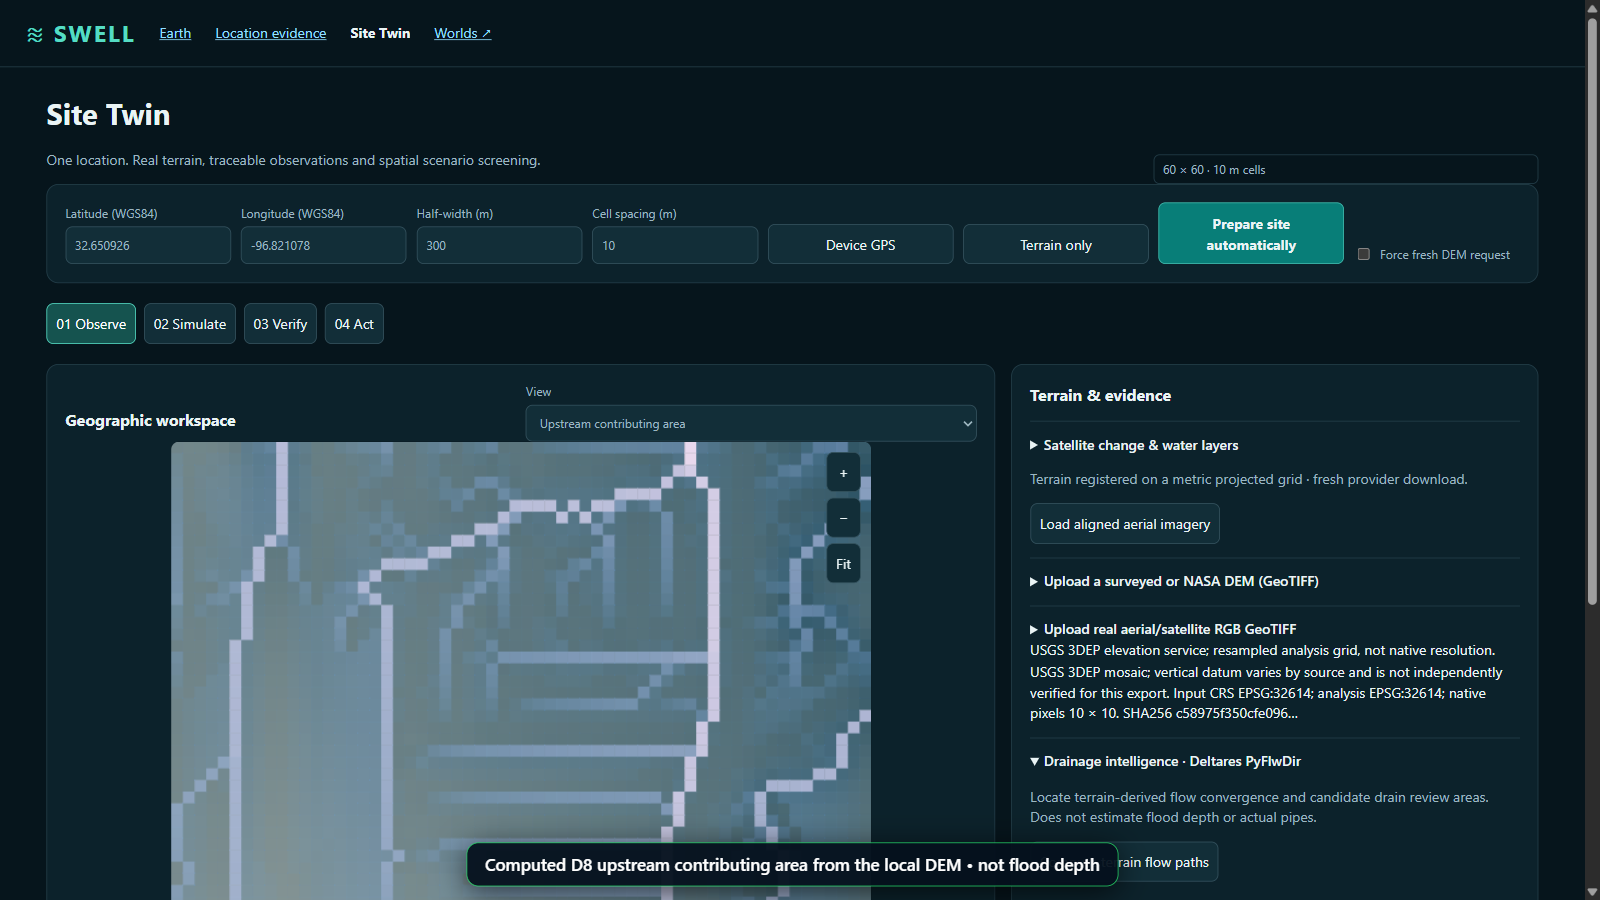 SWELL
Earth
Location evidence
Site Twin
Worlds ↗
Site Twin
One location. Real terrain, traceable observations and spatial scenario screening.
60 × 60 · 10 m cells
Latitude (WGS84)
Longitude (WGS84)
Half-width (m)
Cell spacing (m)
32.650926
-96.821078
300
10
Device GPS
Terrain only
Prepare site
automatically
Force fresh DEM request
01 Observe
02 Simulate
03 Verify
04 Act
Geographic workspace
View
Upstream contributing area
+
−
Fit
Terrain & evidence
▶ Satellite change & water layers
Terrain registered on a metric projected grid · fresh provider download.
Load aligned aerial imagery
▶ Upload a surveyed or NASA DEM (GeoTIFF)
▶ Upload real aerial/satellite RGB GeoTIFF
USGS 3DEP elevation service; resampled analysis grid, not native resolution.
USGS 3DEP mosaic; vertical datum varies by source and is not independently
verified for this export. Input CRS EPSG:32614; analysis EPSG:32614; native
pixels 10 × 10. SHA256 c58975f350cfe096...
▼ Drainage intelligence · Deltares PyFlwDir
Locate terrain-derived flow convergence and candidate drain review areas.
Does not estimate flood depth or actual pipes.
flow paths
Computed D8 upstream contributing area from the local DEM • not flood depth